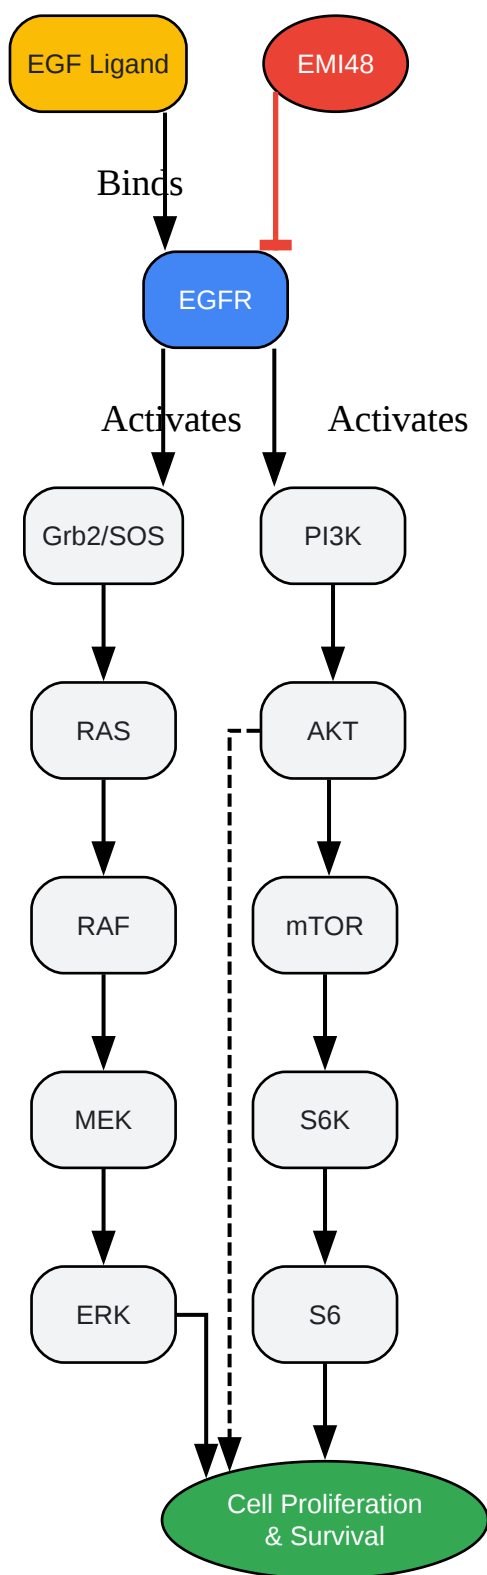 EGF Ligand
EMI48
Binds
EGFR
Activates
Activates
Grb2/SOS
PI3K
RAS
AKT
RAF
mTOR
MEK
S6K
ERK
S6
Cell Proliferation
& Survival